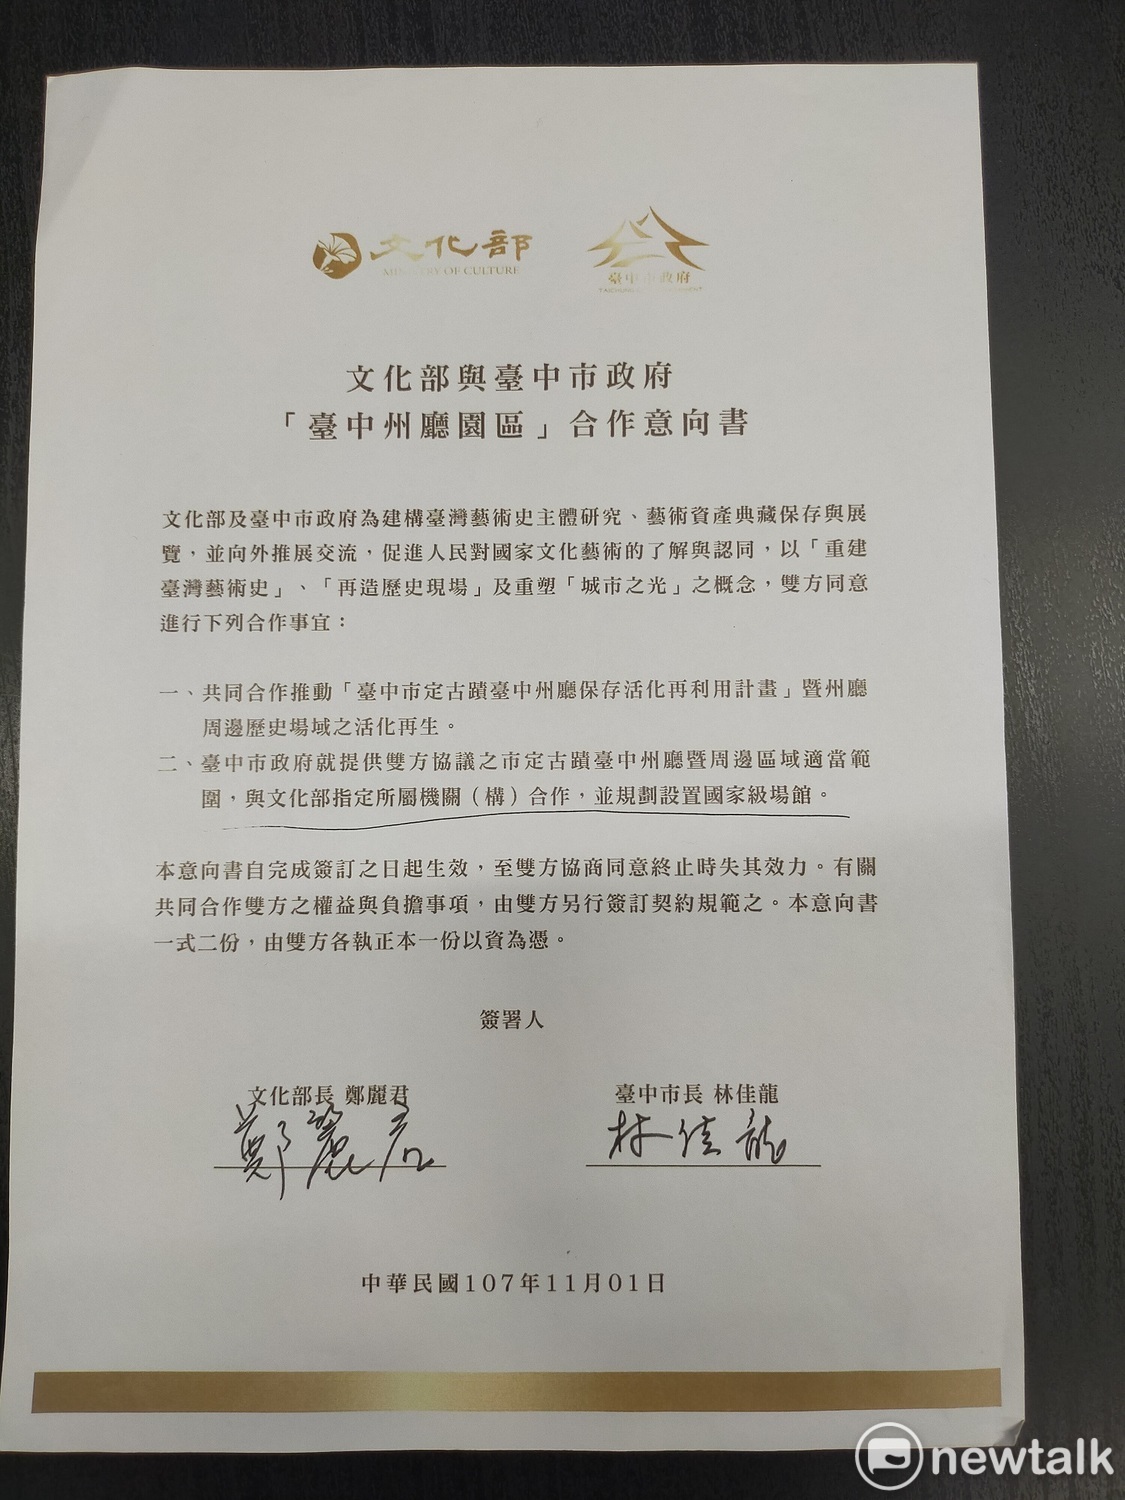 文化部
MINISTRY OF CULTURE
臺中市政府
文化部與臺中市政府
「臺中州廳園區」合作意向書
文化部及臺中市政府為建構臺灣藝術史主體研究、藝術資產典藏保存與展
覽,並向外推展交流,促進人民對國家文化藝術的了解與認同,以「重建
臺灣藝術史」、「再造歷史現場」及重塑「城市之光」之概念,雙方同意
進行下列合作事宜:
一、共同合作推動「臺中市定古蹟臺中州廳保存活化再利用計畫」暨州廳
周邊歷史場域之活化再生。
二、臺中市政府就提供雙方協議之市定古蹟臺中州廳暨周邊區域適當範
圍,與文化部指定所屬機關(構)合作,並規劃設置國家級場館。
本意向書自完成簽訂之日起生效,至雙方協商同意終止時失其效力。有關
共同合作雙方之權益與負擔事項,由雙方另行簽訂契約規範之。本意向書
一式二份,由雙方各執正本一份以資為憑。
簽署人
文化部長 鄭麗君
臺中市長 林佳龍
鄭麗君
林佳龍
中華民國107年11月01日
newtalk